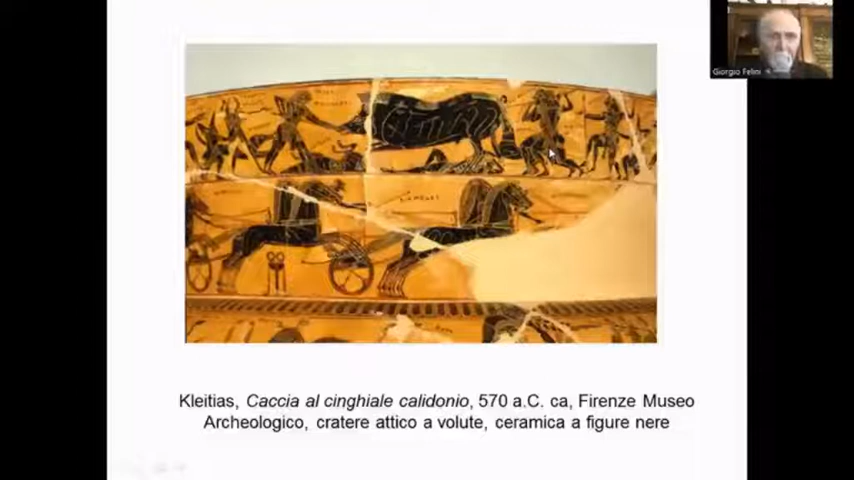 Giorgio Felini
Kleitias, Caccia al cinghiale calidonio, 570 a.C. ca, Firenze Museo
Archeologico, cratere attico a volute, ceramica a figure nere